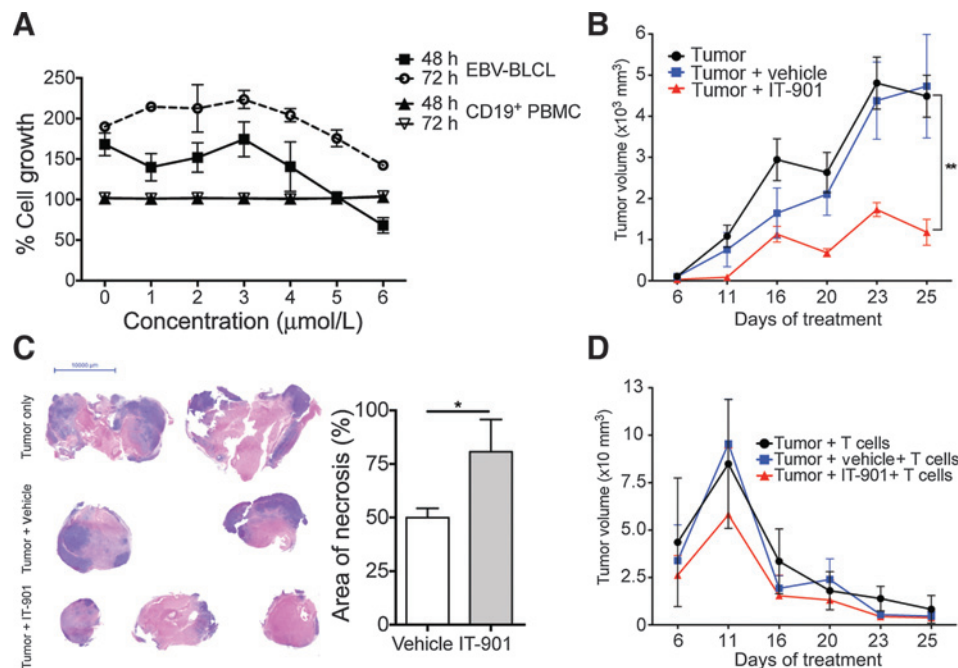 A
48 h
72 h
EBV-BLCL
48 h
72 h
CD19+ PBMC
% Cell growth
250
200
150
100
50
0
0 1 2 3 4 5 6
Concentration (μmol/L)
B
Tumor
Tumor + vehicle
Tumor + IT-901
Tumor volume (x10³ mm³)
6
5
4
3
2
1
0
**
6 11 16 20 23 25
Days of treatment
C
10000 μm
Tumor only
Tumor + Vehicle
Tumor + IT-901
Area of necrosis (%)
100
75
50
25
0
*
Vehicle IT-901
D
Tumor + T cells
Tumor + vehicle+ T cells
Tumor + IT-901+ T cells
Tumor volume (x10 mm³)
13
10
7.5
5
2.5
0
6 11 16 20 23 25
Days of treatment